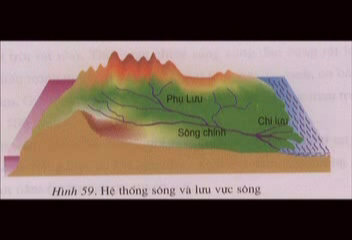 Phụ Lưu
Chi lưu
Sông chính
Hình 59. Hệ thống sông và lưu vực sông